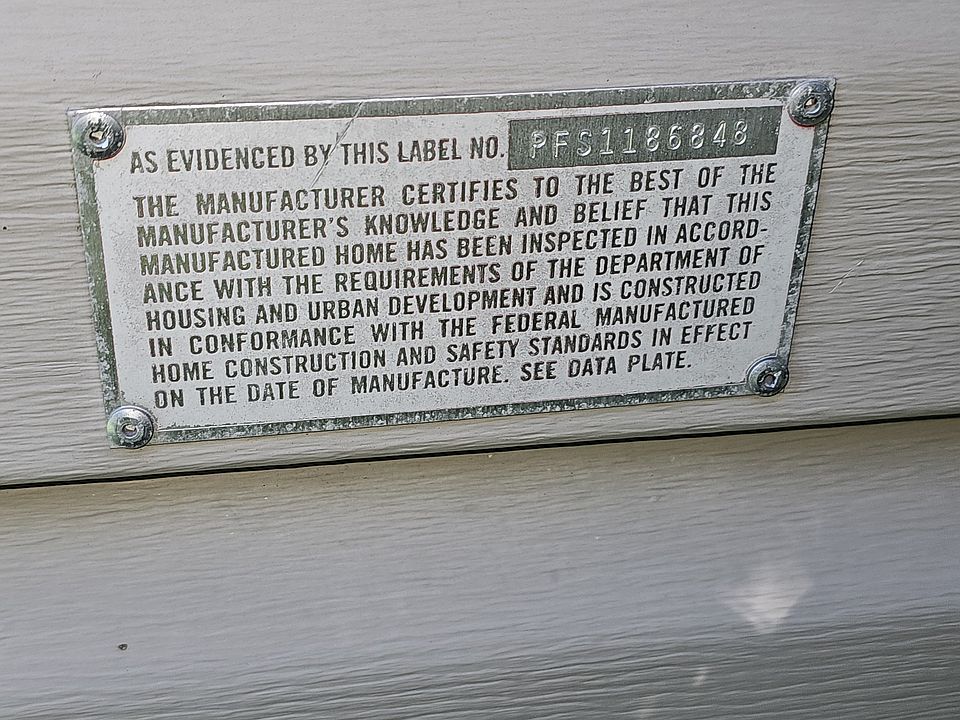 AS EVIDENCED BY THIS LABEL NO. PFS1186848
THE MANUFACTURER CERTIFIES TO THE BEST OF THE
MANUFACTURER'S KNOWLEDGE AND BELIEF THAT THIS
MANUFACTURED HOME HAS BEEN INSPECTED IN ACCORD-
ANCE WITH THE REQUIREMENTS OF THE DEPARTMENT OF
HOUSING AND URBAN DEVELOPMENT AND IS CONSTRUCTED
IN CONFORMANCE WITH THE FEDERAL MANUFACTURED
HOME CONSTRUCTION AND SAFETY STANDARDS IN EFFECT
ON THE DATE OF MANUFACTURE. SEE DATA PLATE.